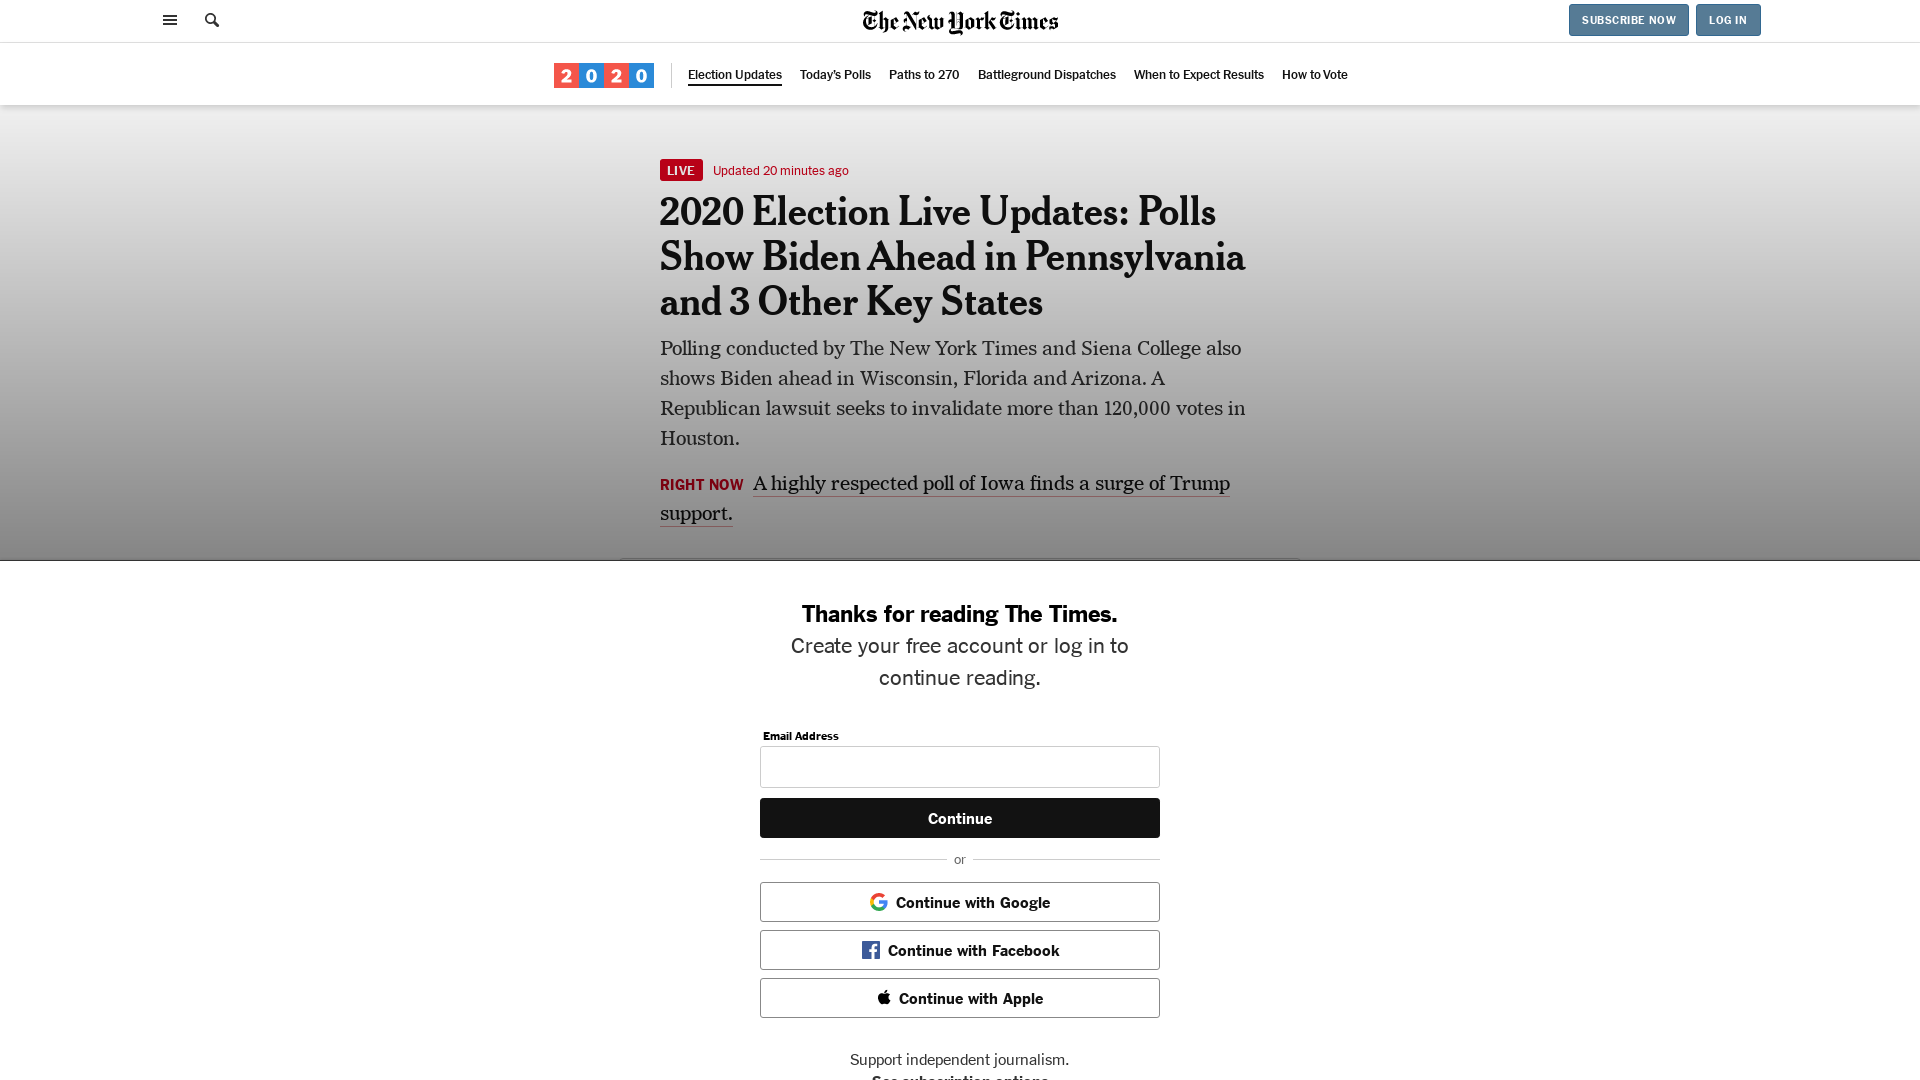 The New York Times
SUBSCRIBE NOW
LOG IN
2020
Election Updates
Today's Polls
Paths to 270
Battleground Dispatches
When to Expect Results
How to Vote
LIVE Updated 20 minutes ago
2020 Election Live Updates: Polls
Show Biden Ahead in Pennsylvania
and 3 Other Key States
Polling conducted by The New York Times and Siena College also
shows Biden ahead in Wisconsin, Florida and Arizona. A
Republican lawsuit seeks to invalidate more than 120,000 votes in
Houston.
RIGHT NOW A highly respected poll of Iowa finds a surge of Trump
support.
Thanks for reading The Times.
Create your free account or log in to
continue reading.
Email Address
Continue
or
Continue with Google
Continue with Facebook
Continue with Apple
Support independent journalism.
See subscription options